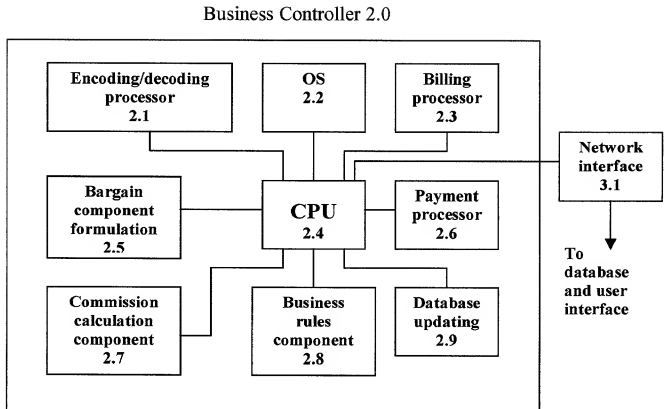 Business Controller 2.0
Encoding/decoding
processor
2.1
OS
2.2
Billing
processor
2.3
Network
interface
3.1
Bargain
component
formulation
2.5
CPU
2.4
Payment
processor
2.6
To
database
and user
interface
Commission
calculation
component
2.7
Business
rules
component
2.8
Database
updating
2.9